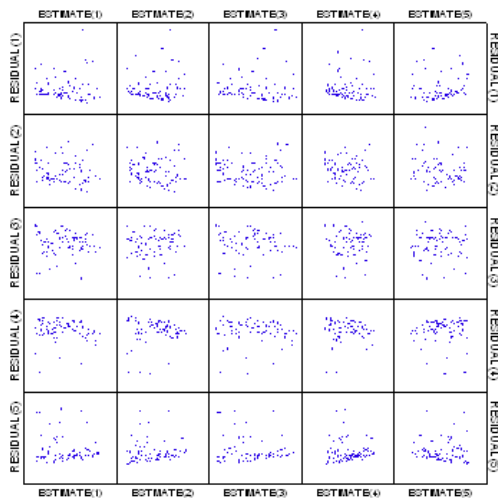 ESTIMATE(1) ESTIMATE(2) ESTIMATE(3) ESTIMATE(4) ESTIMATE(5)
RESIDUAL(1) RESIDUAL(1)
RESIDUAL(2) RESIDUAL(2)
RESIDUAL(3) RESIDUAL(3)
RESIDUAL(4) RESIDUAL(4)
RESIDUAL(5) RESIDUAL(5)
ESTIMATE(1) ESTIMATE(2) ESTIMATE(3) ESTIMATE(4) ESTIMATE(5)